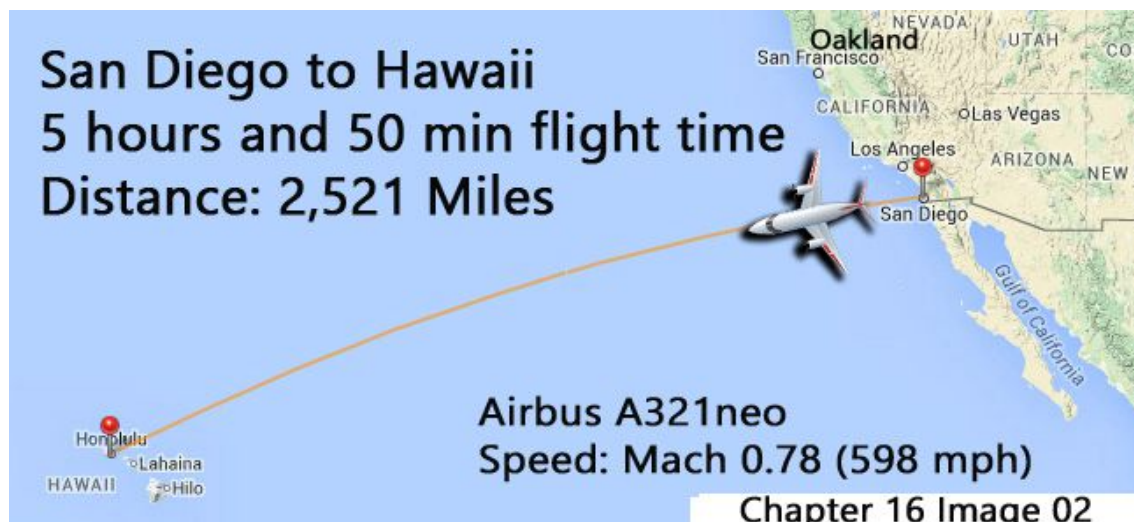 San Diego to Hawaii
5 hours and 50 min flight time
Distance: 2,521 Miles
NEVADA
Oakland
San Francisco
UTAH
CO
CALIFORNIA
Las Vegas
Los Angeles
ARIZONA
NEW
San Diego
Gulf of California
Honolulu
Lahaina
HAWAII
Hilo
Airbus A321neo
Speed: Mach 0.78 (598 mph)
Chapter 16 Image 02